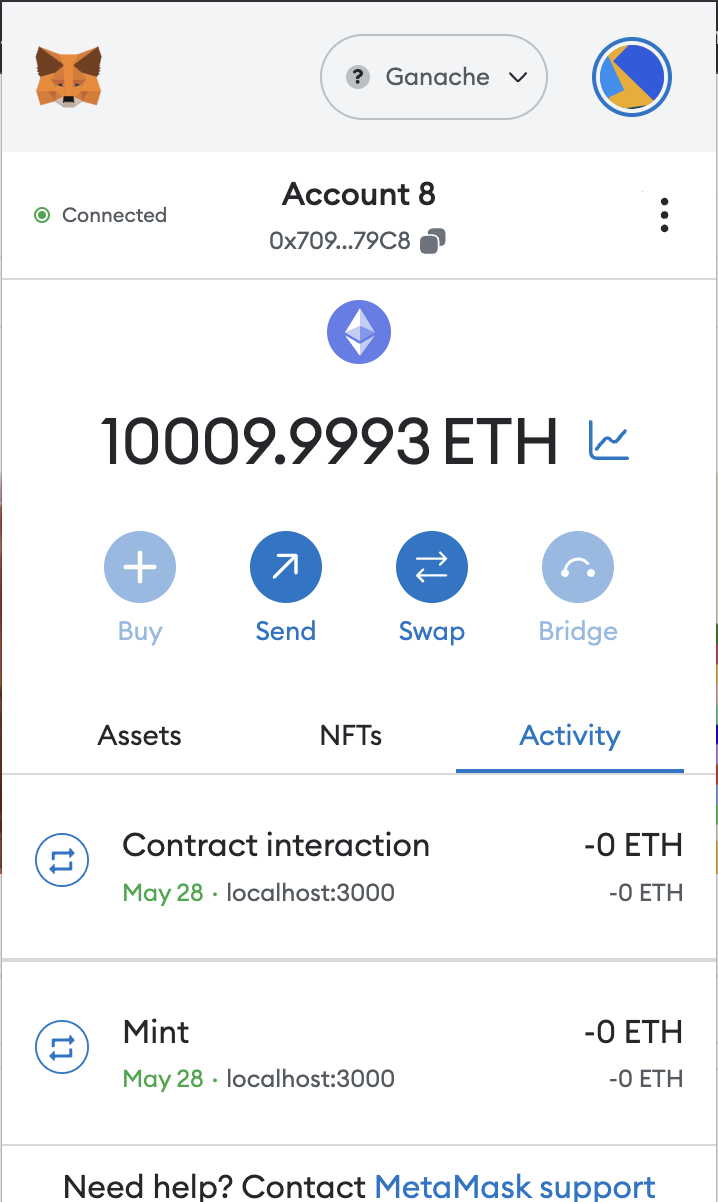 ? Ganache
Connected
Account 8
0x709...79C8
10009.9993 ETH
Buy
Send
Swap
Bridge
Assets
NFTs
Activity
Contract interaction
-0 ETH
May 28 · localhost:3000
-0 ETH
Mint
-0 ETH
May 28 · localhost:3000
-0 ETH
Need help? Contact MetaMask support